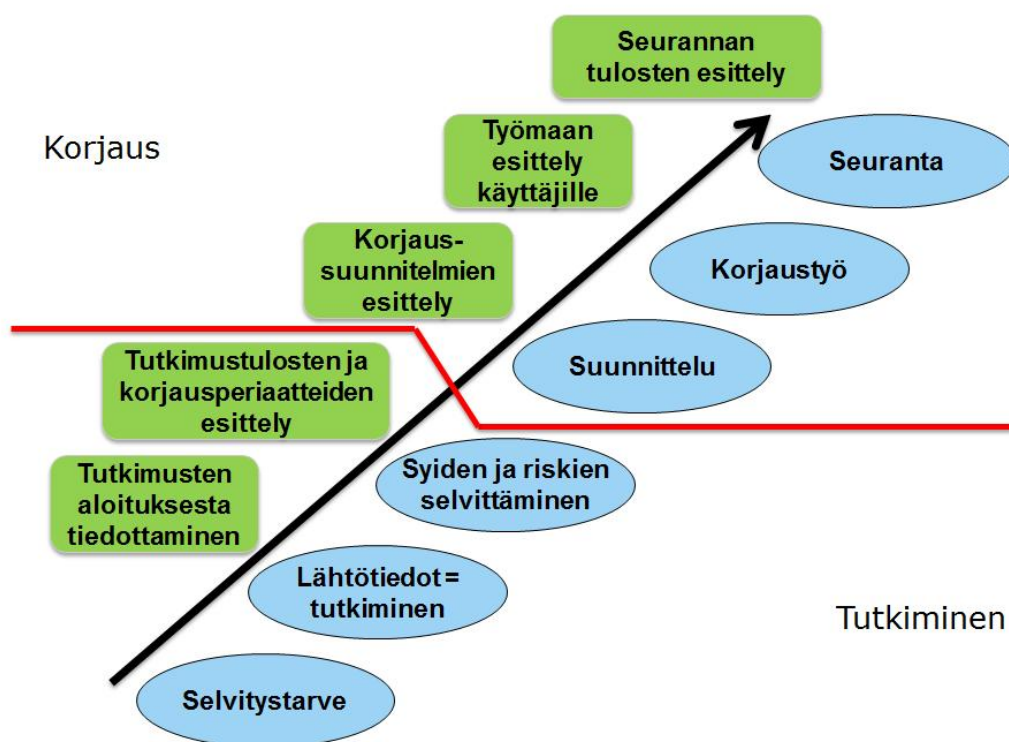 Seurannan
tulosten esittely
Korjaus
Työmaan
esittely
käyttäjille
Seuranta
Korjaus-
suunnitelmien
esittely
Korjaustyö
Tutkimustulosten ja
korjausperiaatteiden
esittely
Suunnittelu
Tutkimusten
aloituksesta
tiedottaminen
Syiden ja riskien
selvittäminen
Lähtötiedot =
tutkiminen
Tutkiminen
Selvitystarve